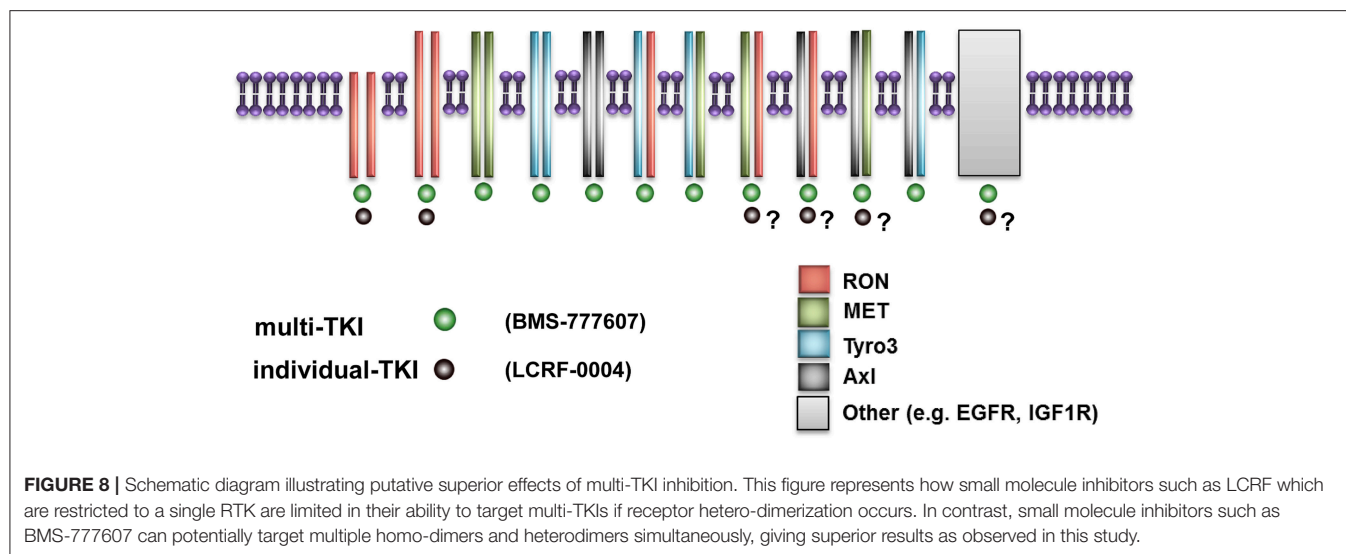 ? ? ? ?
multi-TKI (BMS-777607)
individual-TKI (LCRF-0004)
RON
MET
Tyro3
Axl
Other (e.g. EGFR, IGF1R)
FIGURE 8 | Schematic diagram illustrating putative superior effects of multi-TKI inhibition. This figure represents how small molecule inhibitors such as LCRF which
are restricted to a single RTK are limited in their ability to target multi-TKIs if receptor hetero-dimerization occurs. In contrast, small molecule inhibitors such as
BMS-777607 can potentially target multiple homo-dimers and heterodimers simultaneously, giving superior results as observed in this study.